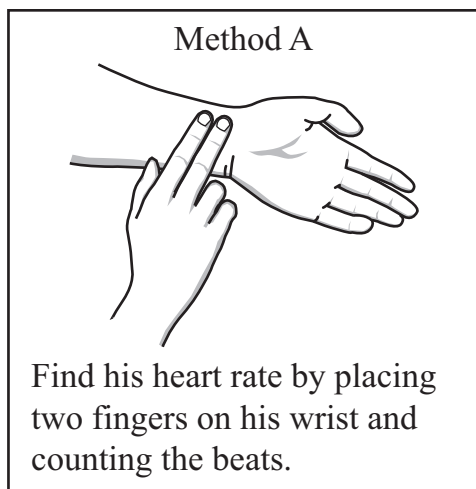 Method A
Find his heart rate by placing
two fingers on his wrist and
counting the beats.